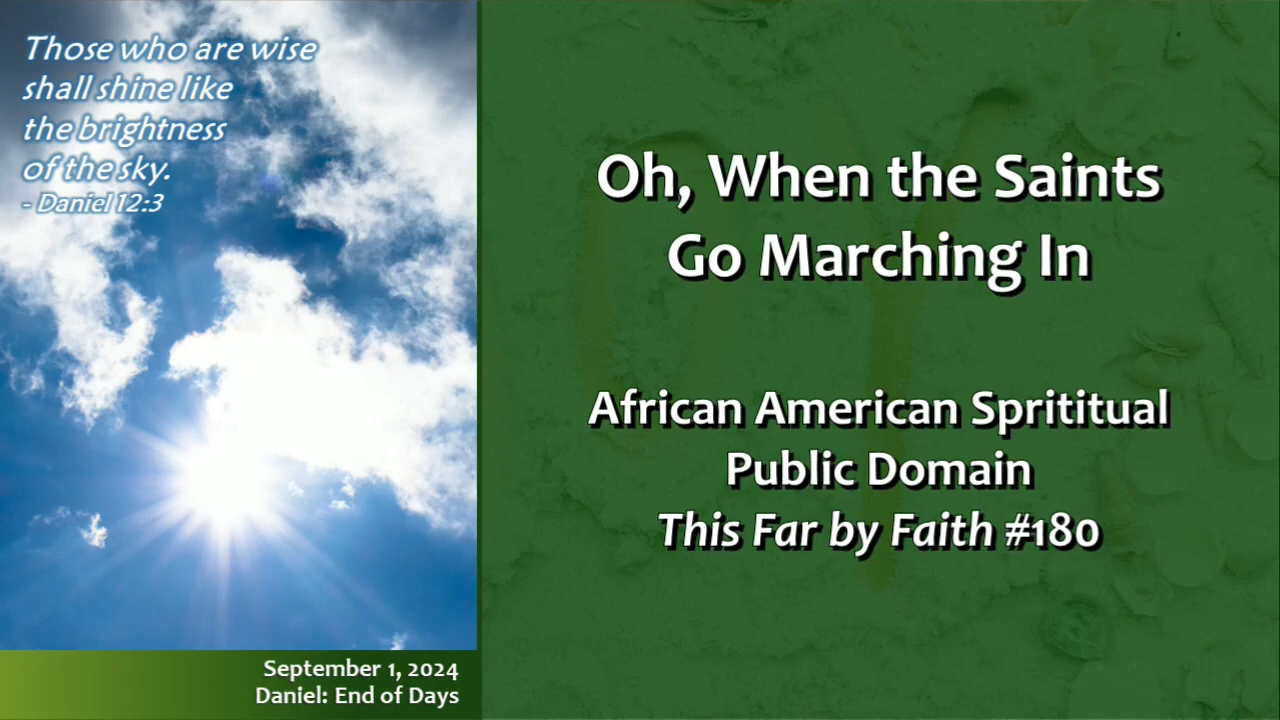 Those who are wise
shall shine like
the brightness
of the sky.
- Daniel 12:3
September 1, 2024
Daniel: End of Days
Oh, When the Saints
Go Marching In
African American Sprititual
Public Domain
This Far by Faith #180